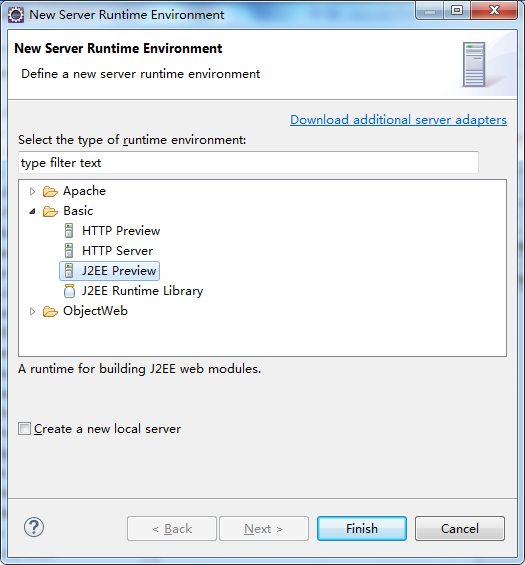 New Server Runtime Environment
New Server Runtime Environment
Define a new server runtime environment
Download additional server adapters
Select the type of runtime environment:
type filter text
Apache
Basic
HTTP Preview
HTTP Server
J2EE Preview
J2EE Runtime Library
ObjectWeb
A runtime for building J2EE web modules.
Create a new local server
?
< Back
Next >
Finish
Cancel